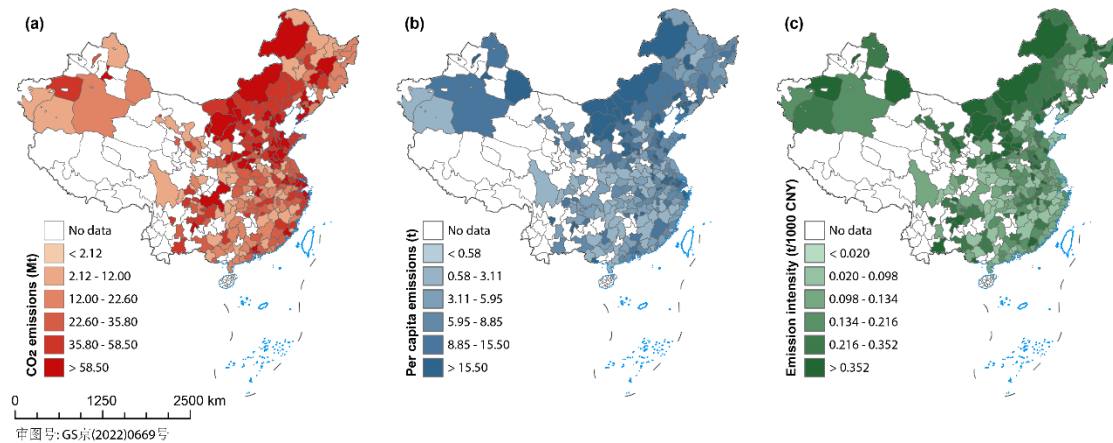 (a)
CO₂ emissions (Mt)
No data
< 2.12
2.12 - 12.00
12.00 - 22.60
22.60 - 35.80
35.80 - 58.50
> 58.50
0 1250 2500 km
审图号: GS京(2022)0669号
(b)
Per capita emissions (t)
No data
< 0.58
0.58 - 3.11
3.11 - 5.95
5.95 - 8.85
8.85 - 15.50
> 15.50
(c)
Emission intensity (t/1000 CNY)
No data
< 0.020
0.020 - 0.098
0.098 - 0.134
0.134 - 0.216
0.216 - 0.352
> 0.352